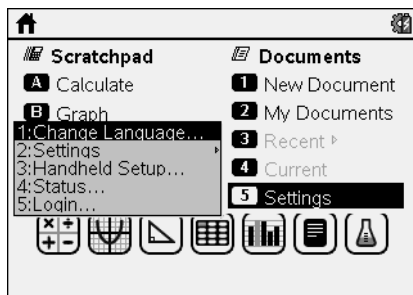 Scratchpad
A Calculate
B Graph
Documents
1 New Document
2 My Documents
3 Recent ▸
4 Current
5 Settings
1:Change Language...
2:Settings ▸
3:Handheld Setup...
4:Status...
5:Login...